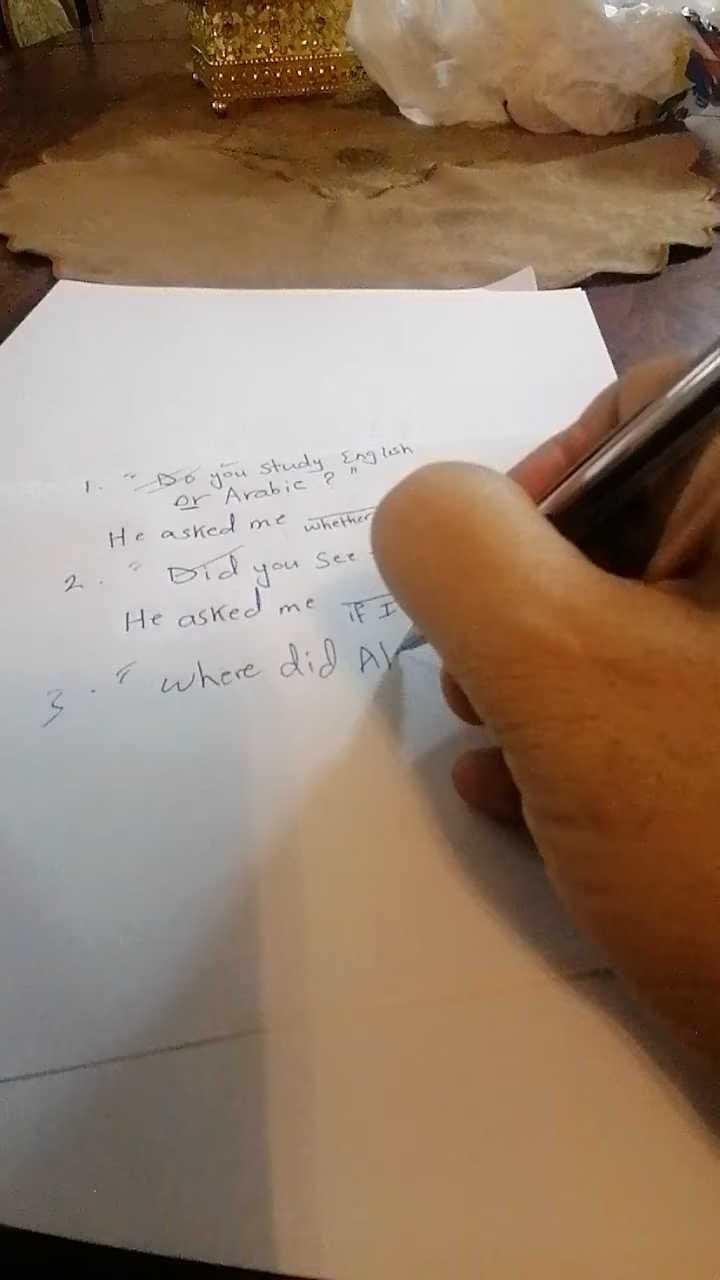 1. "Do you study English
or Arabic?"
He asked me whether
2. "Did you see
He asked me if I
3. " where did Al